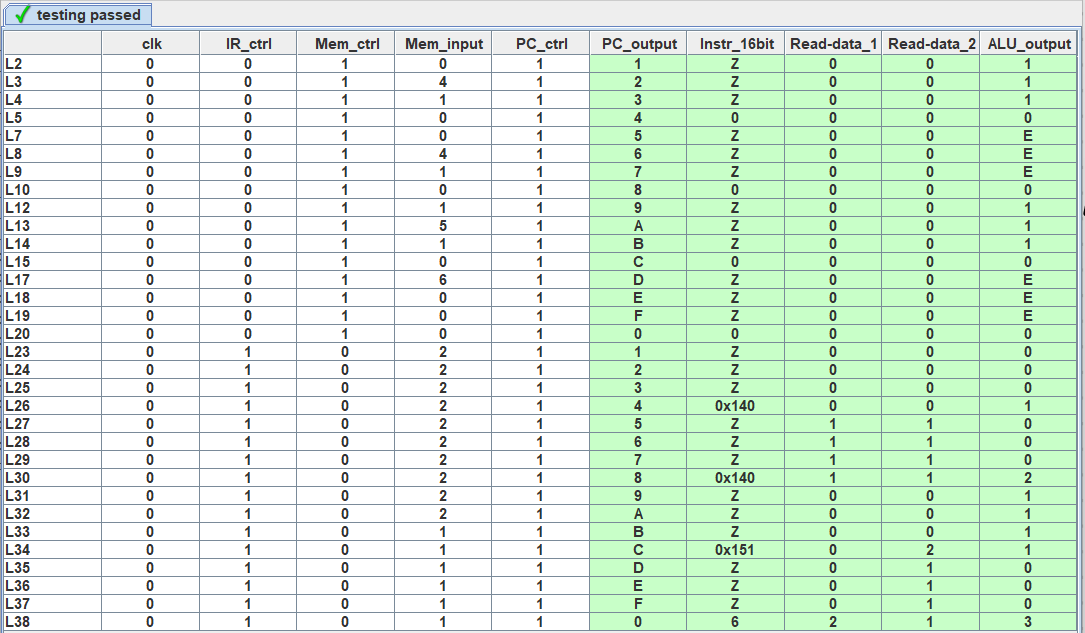 testing passed
clk IR_ctrl Mem_ctrl Mem_input PC_ctrl PC_output Instr_16bit Read-data_1 Read-data_2 ALU_output
L2 0 0 1 0 1 1 Z 0 0 1
L3 0 0 1 4 1 2 Z 0 0 1
L4 0 0 1 1 1 3 Z 0 0 1
L5 0 0 1 0 1 4 0 0 0 0
L7 0 0 1 0 1 5 Z 0 0 E
L8 0 0 1 4 1 6 Z 0 0 E
L9 0 0 1 1 1 7 Z 0 0 E
L10 0 0 1 0 1 8 0 0 0 0
L12 0 0 1 1 1 9 Z 0 0 1
L13 0 0 1 5 1 A Z 0 0 1
L14 0 0 1 1 1 B Z 0 0 1
L15 0 0 1 0 1 C 0 0 0 0
L17 0 0 1 6 1 D Z 0 0 E
L18 0 0 1 0 1 E Z 0 0 E
L19 0 0 1 0 1 F Z 0 0 E
L20 0 0 1 0 1 0 0 0 0 0
L23 0 1 0 2 1 1 Z 0 0 0
L24 0 1 0 2 1 2 Z 0 0 0
L25 0 1 0 2 1 3 Z 0 0 0
L26 0 1 0 2 1 4 0x140 0 0 1
L27 0 1 0 2 1 5 Z 1 1 0
L28 0 1 0 2 1 6 Z 1 1 0
L29 0 1 0 2 1 7 Z 1 1 0
L30 0 1 0 2 1 8 0x140 1 1 2
L31 0 1 0 2 1 9 Z 0 0 1
L32 0 1 0 2 1 A Z 0 0 1
L33 0 1 0 1 1 B Z 0 0 1
L34 0 1 0 1 1 C 0x151 0 2 1
L35 0 1 0 1 1 D Z 0 1 0
L36 0 1 0 1 1 E Z 0 1 0
L37 0 1 0 1 1 F Z 0 1 0
L38 0 1 0 1 1 0 6 2 1 3